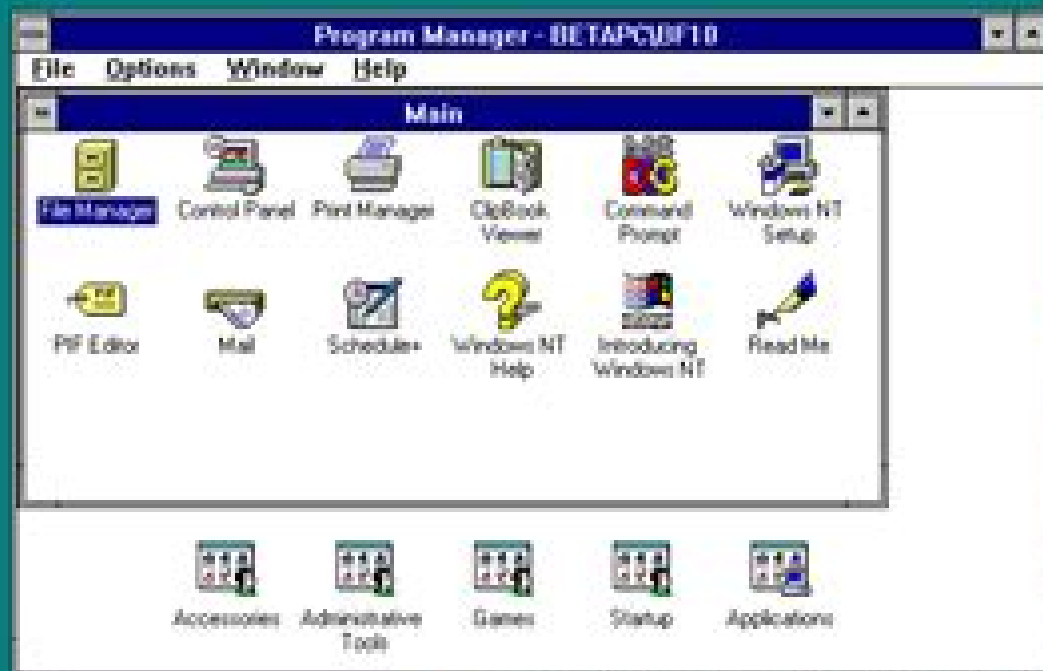 Program Manager - BETAPC\BF10
File Options Window Help
Main
File Manager Control Panel Print Manager ClipBook Command Windows NT
Viewer Prompt Setup
PIF Editor Mail Schedule+ Windows NT Introducing Read Me
Help Windows NT
Accessories Administrative Games Startup Applications
Tools